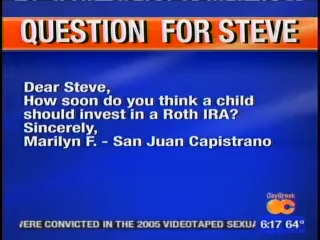 QUESTION FOR STEVE
Dear Steve,
How soon do you think a child
should invest in a Roth IRA?
Sincerely,
Marilyn F. - San Juan Capistrano
DayBreak
OC
WERE CONVICTED IN THE 2005 VIDEOTAPED SEXUA 6:17 64°